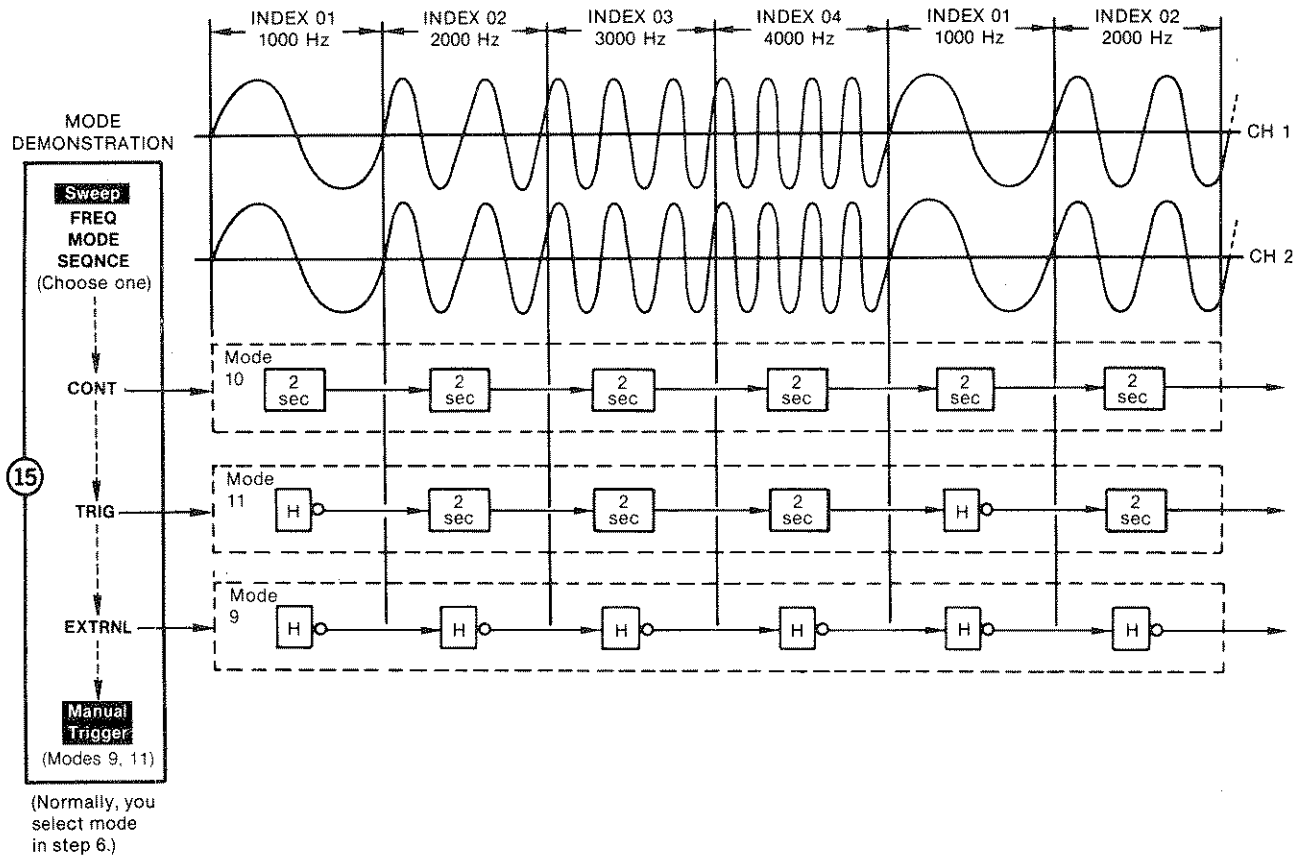 INDEX 01 INDEX 02 INDEX 03 INDEX 04 INDEX 01 INDEX 02
1000 Hz 2000 Hz 3000 Hz 4000 Hz 1000 Hz 2000 Hz
MODE
DEMONSTRATION
CH 1
Sweep
FREQ
MODE
SEQNCE
(Choose one)
CH 2
CONT
Mode
10
2 sec 2 sec 2 sec 2 sec 2 sec 2 sec
15
TRIG
Mode
11
H 2 sec 2 sec 2 sec H 2 sec
EXTRNL
Mode
9
H H H H H H
Manual
Trigger
(Modes 9, 11)
(Normally, you
select mode
in step 6.)